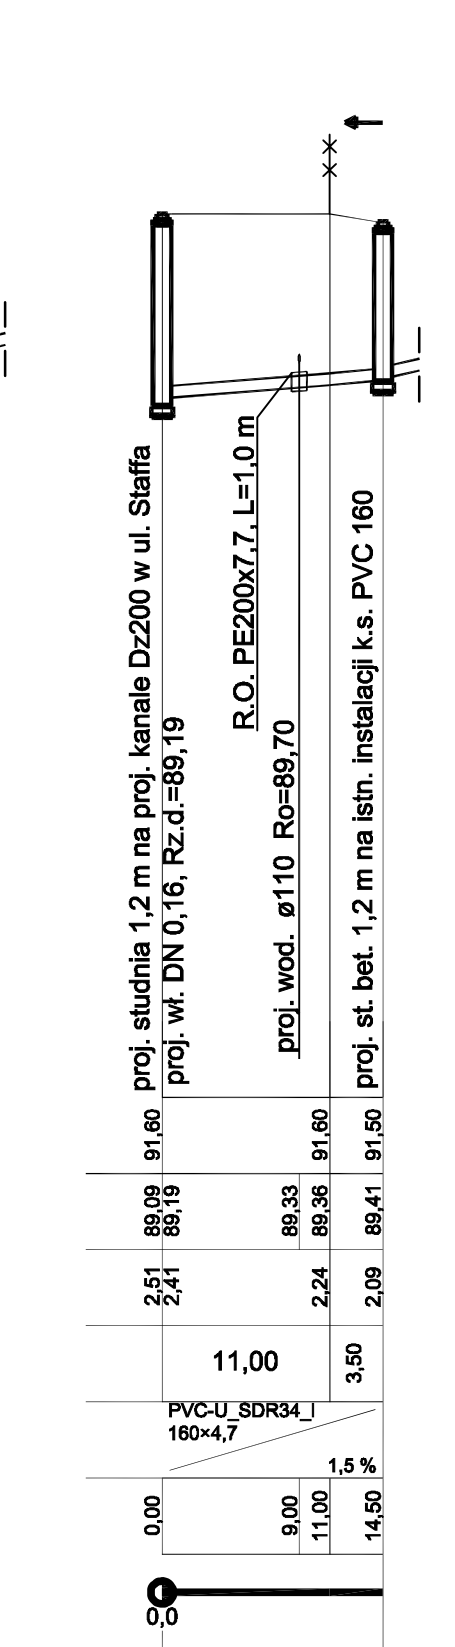 proj. studnia 1,2 m na proj. kanale Dz200 w ul. Staffa
proj. wł. DN 0,16, Rz.d.=89,19
R.O. PE200x7,7, L=1,0 m
proj. wod. ø110 Ro=89,70
proj. st. bet. 1,2 m na istn. instalacji k.s. PVC 160
91,60 91,60 91,50
89,09 89,19 89,33 89,36 89,41
2,51 2,41 2,24 2,09
11,00 3,50
PVC-U_SDR34_l
160×4,7
1,5 %
0,00 9,00 11,00 14,50
0,0